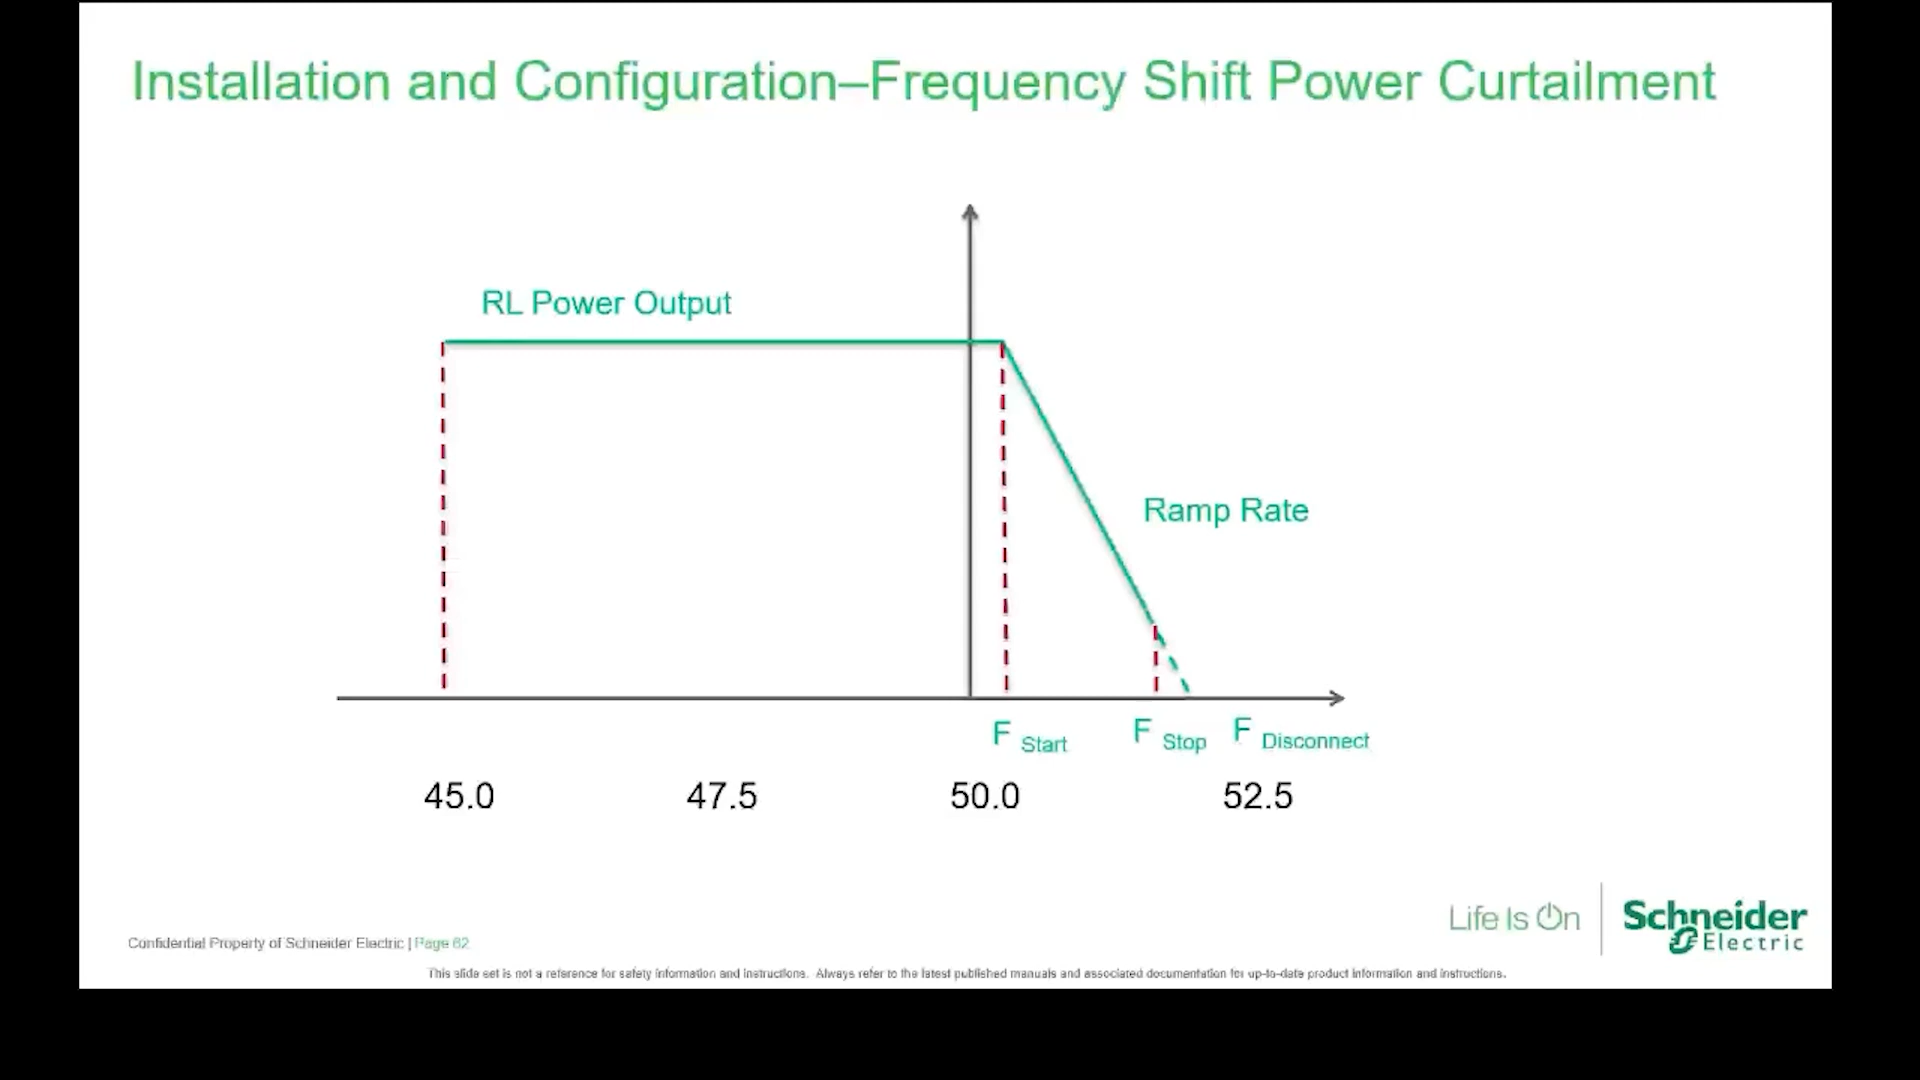 Installation and Configuration–Frequency Shift Power Curtailment
RL Power Output
Ramp Rate
F Start
F Stop
F Disconnect
45.0
47.5
50.0
52.5
Life Is On
Schneider
Electric
Confidential Property of Schneider Electric | Page 62
This slide set is not a reference for safety information and instructions. Always refer to the latest published manuals and associated documentation for up-to-date product information and instructions.